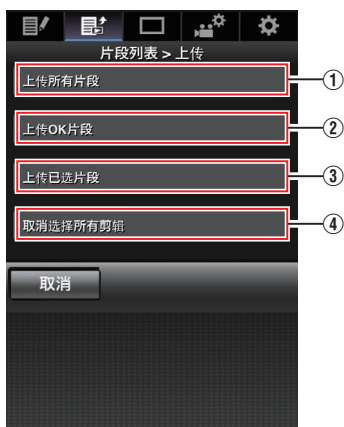 片段列表 > 上传
上传所有片段 ①
上传OK片段 ②
上传已选片段 ③
取消选择所有剪辑 ④
取消